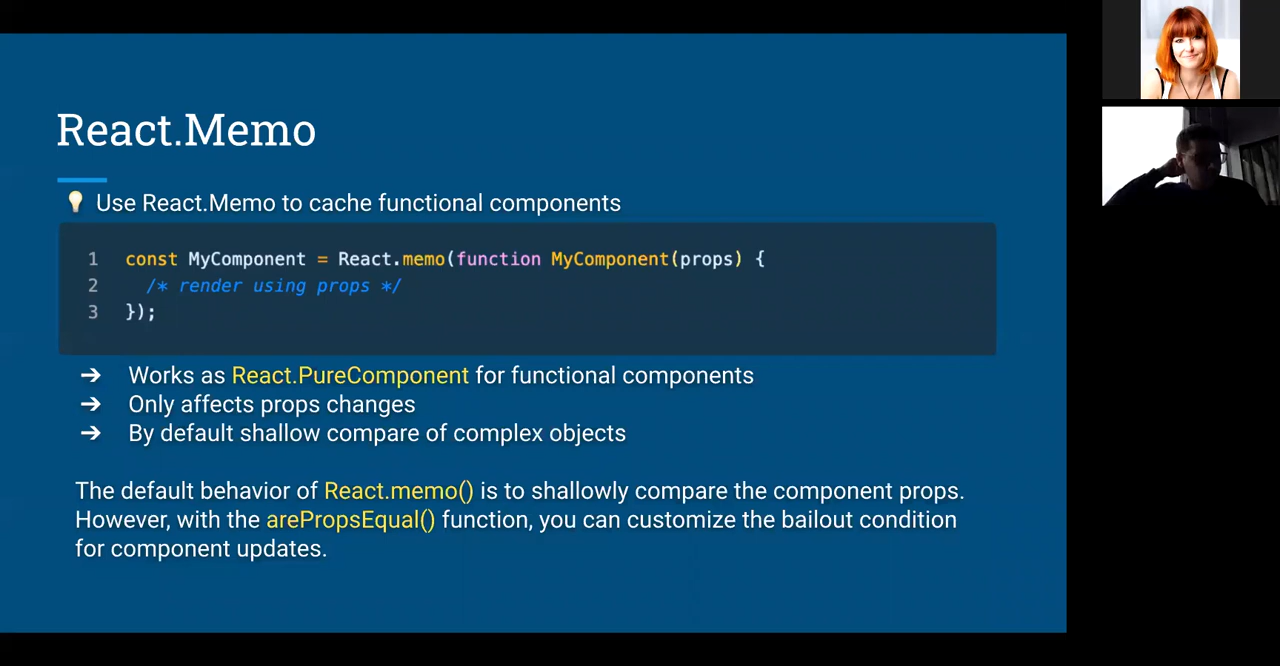 React.Memo
💡 Use React.Memo to cache functional components
1 const MyComponent = React.memo(function MyComponent(props) {
2 /* render using props */
3 });
➔ Works as React.PureComponent for functional components
➔ Only affects props changes
➔ By default shallow compare of complex objects
The default behavior of React.memo() is to shallowly compare the component props.
However, with the arePropsEqual() function, you can customize the bailout condition
for component updates.